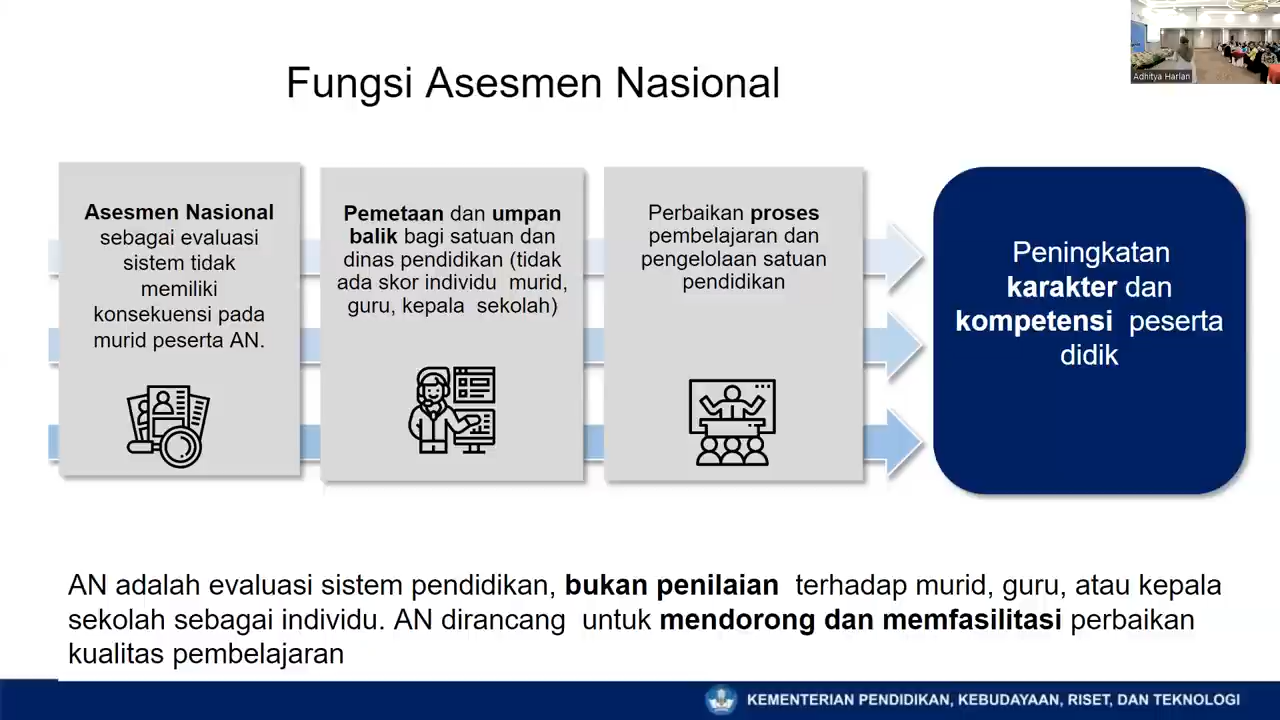 Fungsi Asesmen Nasional
Adhitya Harlan
Asesmen Nasional
sebagai evaluasi
sistem tidak
memiliki
konsekuensi pada
murid peserta AN.
Pemetaan dan umpan
balik bagi satuan dan
dinas pendidikan (tidak
ada skor individu murid,
guru, kepala sekolah)
Perbaikan proses
pembelajaran dan
pengelolaan satuan
pendidikan
Peningkatan
karakter dan
kompetensi peserta
didik
AN adalah evaluasi sistem pendidikan, bukan penilaian terhadap murid, guru, atau kepala
sekolah sebagai individu. AN dirancang untuk mendorong dan memfasilitasi perbaikan
kualitas pembelajaran
KEMENTERIAN PENDIDIKAN, KEBUDAYAAN, RISET, DAN TEKNOLOGI